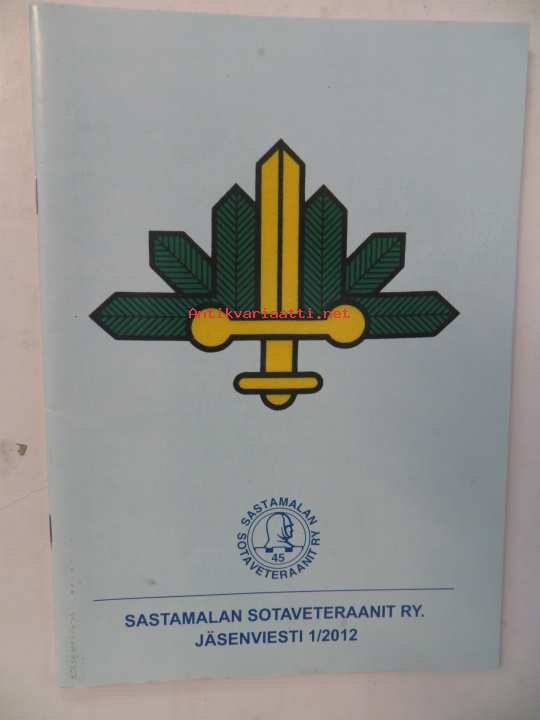 Antikvariaatti.net
SASTAMALAN
SOTAVETERAANIT RY
45
SASTAMALAN SOTAVETERAANIT RY.
JÄSENVIESTI 1/2012